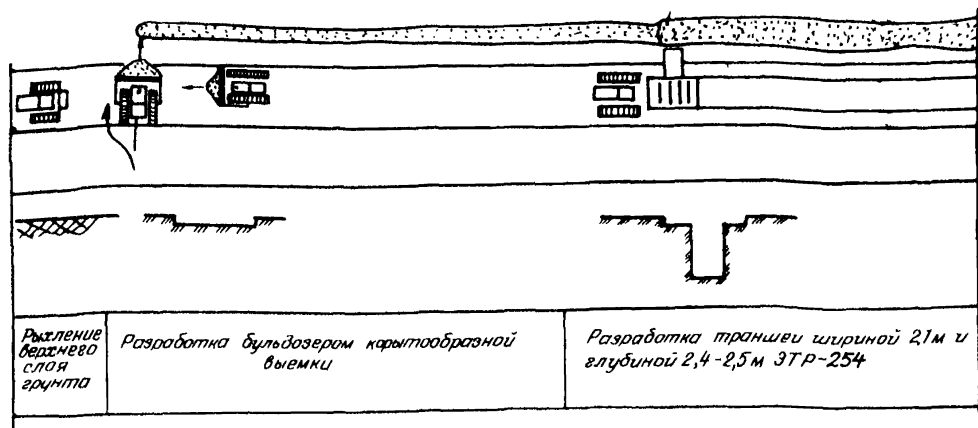 Рыхление
верхнего
слоя
грунта
Разработка бульдозером корытообразной
выемки
Разработка траншеи шириной 2,1м и
глубиной 2,4-2,5м ЭТР-254